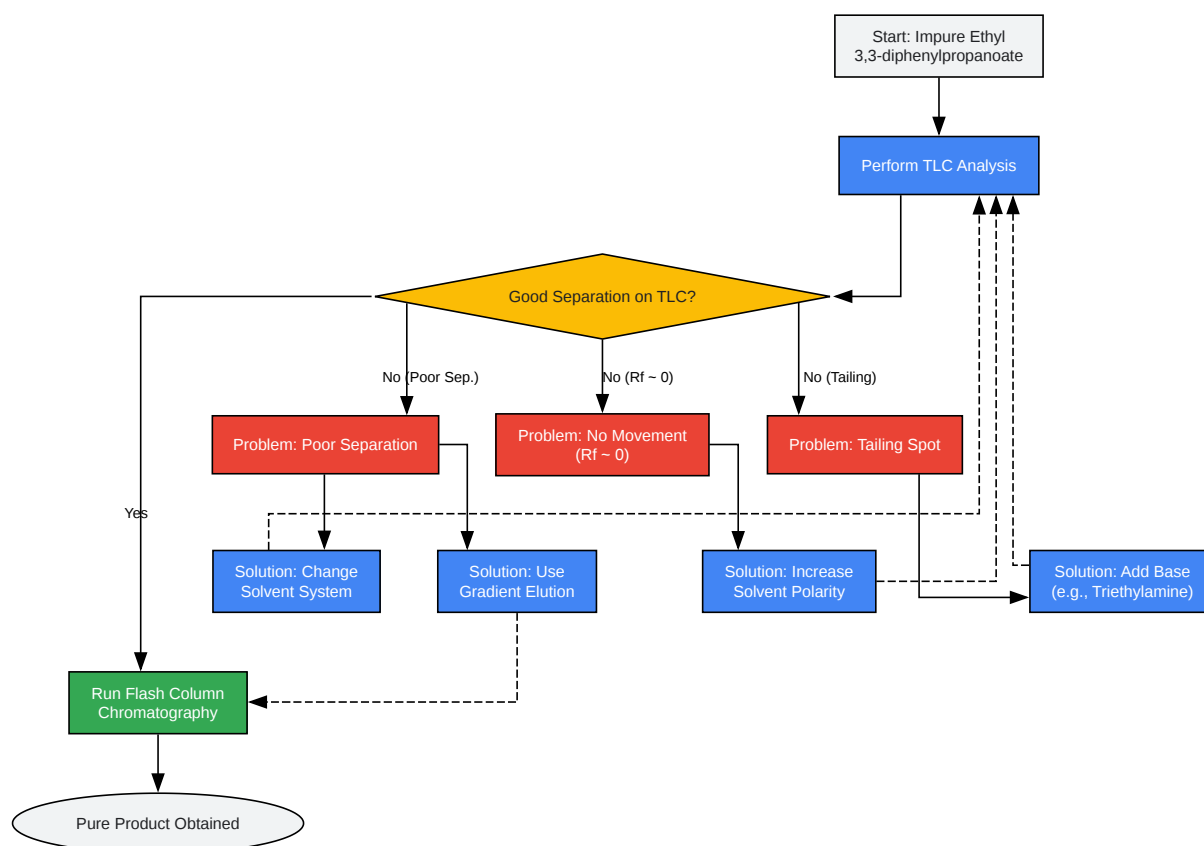 Start: Impure Ethyl
3,3-diphenylpropanoate
Perform TLC Analysis
Good Separation on TLC?
No (Poor Sep.)
No (Rf ~ 0)
No (Tailing)
Problem: Poor Separation
Problem: No Movement
(Rf ~ 0)
Problem: Tailing Spot
Yes
Solution: Change
Solvent System
Solution: Use
Gradient Elution
Solution: Increase
Solvent Polarity
Solution: Add Base
(e.g., Triethylamine)
Run Flash Column
Chromatography
Pure Product Obtained